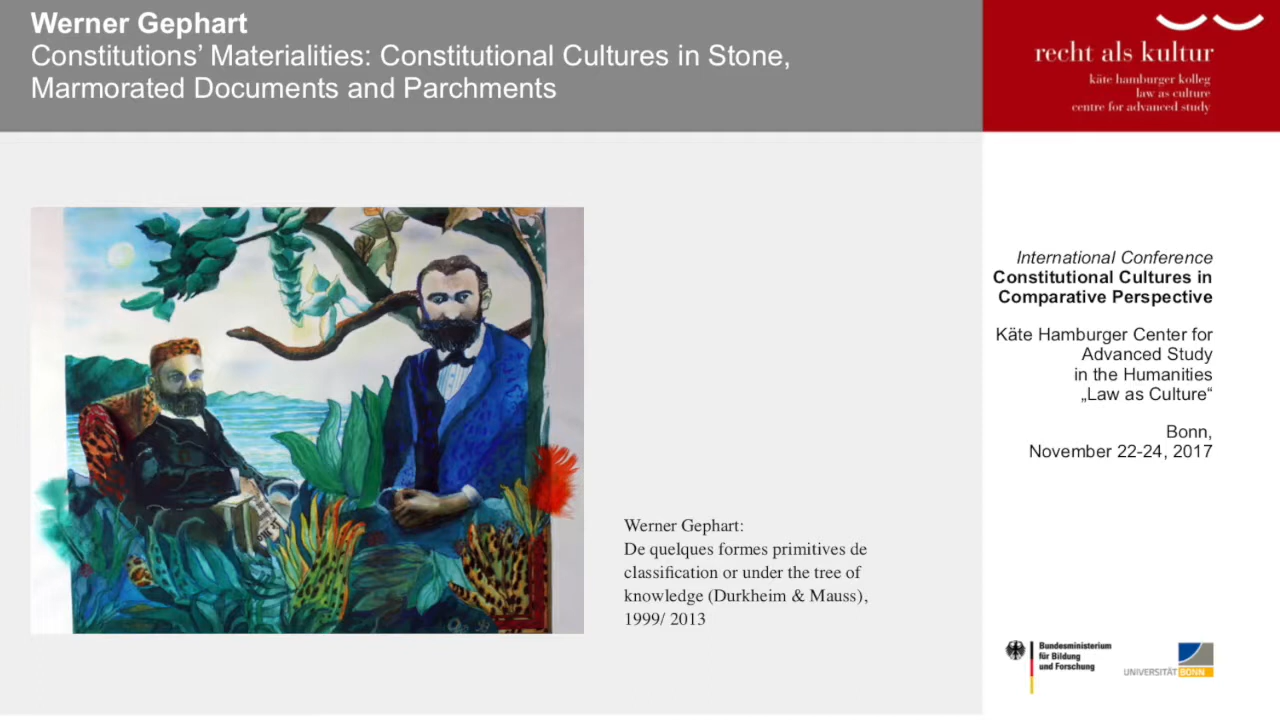 Werner Gephart
Constitutions’ Materialities: Constitutional Cultures in Stone,
Marmorated Documents and Parchments
recht als kultur
käte hamburger kolleg
law as culture
centre for advanced study
International Conference
Constitutional Cultures in
Comparative Perspective
Käte Hamburger Center for
Advanced Study
in the Humanities
„Law as Culture“
Bonn,
November 22-24, 2017
Werner Gephart:
De quelques formes primitives de
classification or under the tree of
knowledge (Durkheim & Mauss),
1999/ 2013
Bundesministerium
für Bildung
und Forschung
UNIVERSITÄT BONN